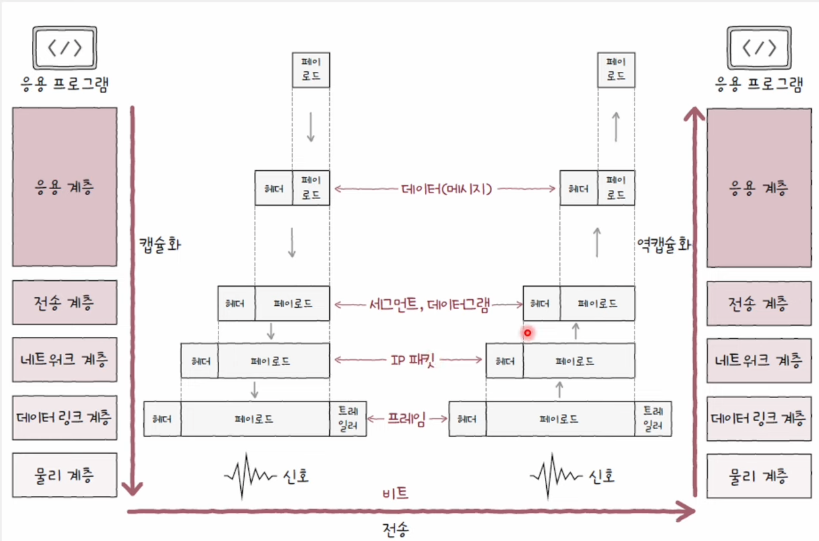 </>
</>
응용 프로그램
응용 프로그램
페이
로드
페이
로드
응용 계층
헤더
페이
로드
데이터(메시지)
헤더
페이
로드
응용 계층
캡슐화
역캡슐화
전송 계층
헤더
페이로드
세그먼트, 데이터그램
헤더
페이로드
전송 계층
네트워크 계층
헤더
페이로드
IP 패킷
헤더
페이로드
네트워크 계층
데이터 링크 계층
헤더
페이로드
트레
일러
프레임
헤더
페이로드
트레
일러
데이터 링크 계층
물리 계층
신호
신호
물리 계층
비트
전송